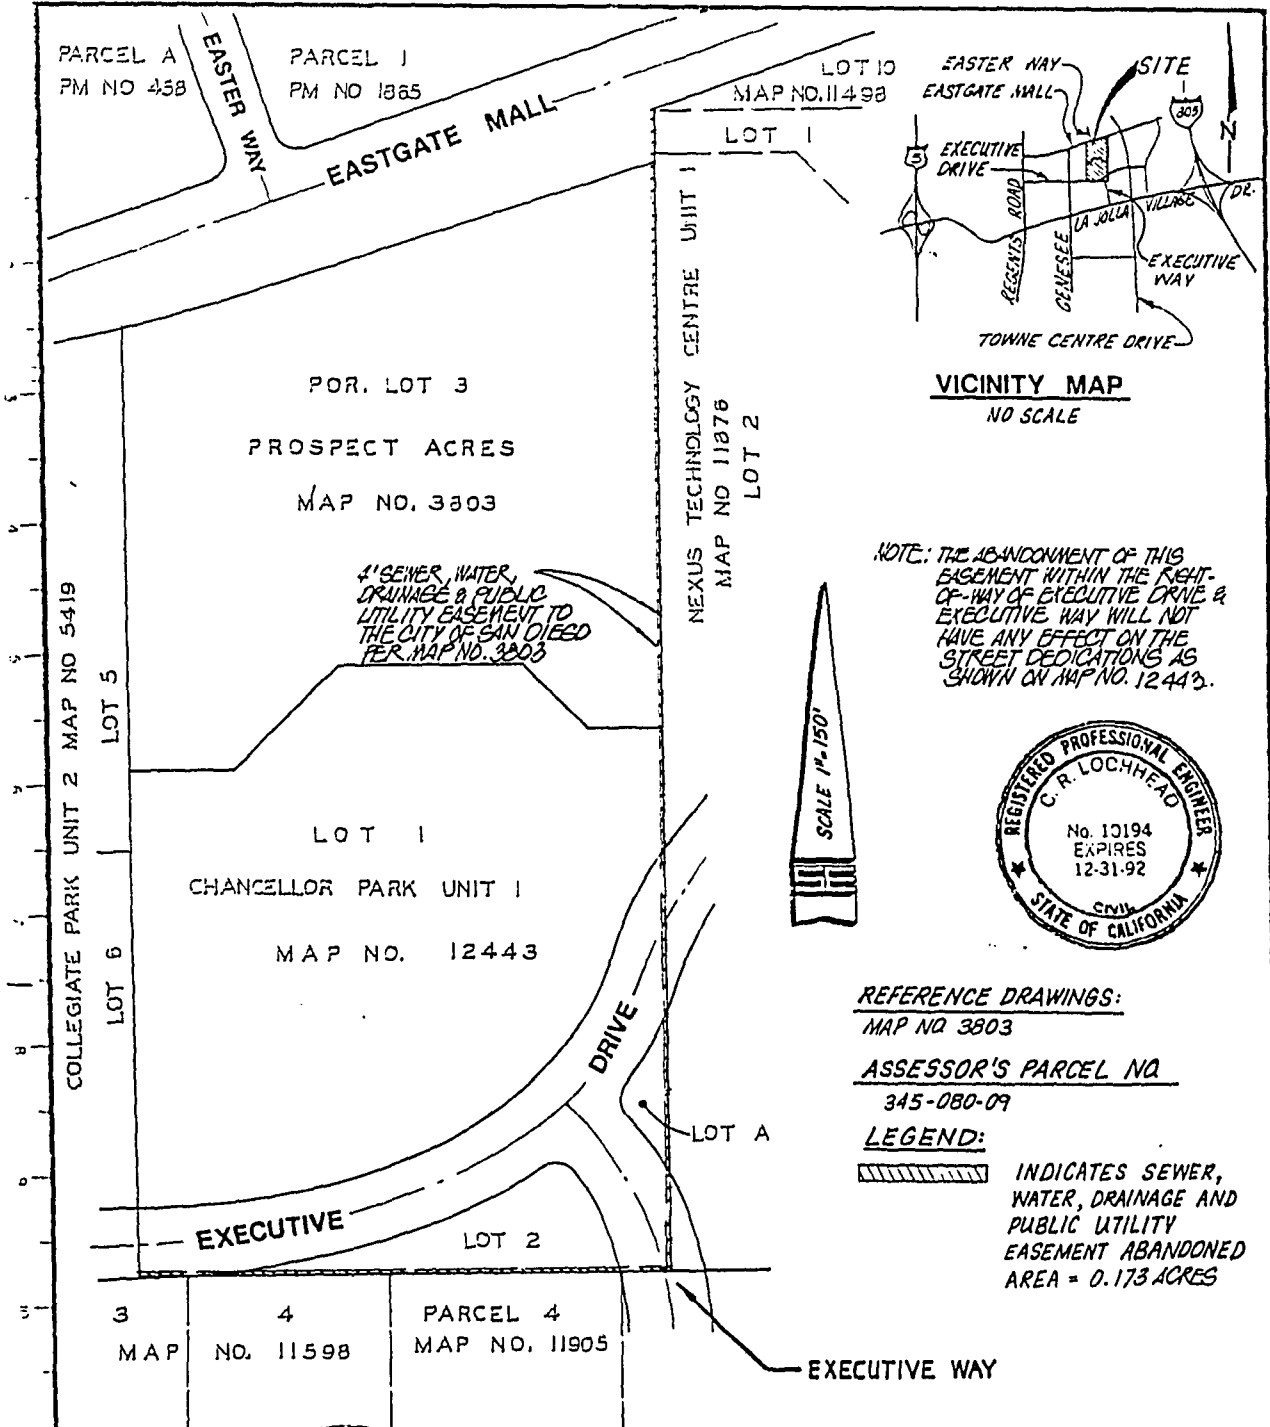 PARCEL A
PM NO 458
EASTER WAY
PARCEL 1
PM NO 1865
EASTGATE MALL
LOT 10
MAP NO. 11498
LOT 1
EASTER WAY
SITE
EASTGATE MALL
305
N
5
EXECUTIVE
DRIVE
REGENTS ROAD
GENESEE
LA JOLLA VILLAGE DR.
EXECUTIVE
WAY
TOWNE CENTRE DRIVE
VICINITY MAP
NO SCALE
POR. LOT 3
PROSPECT ACRES
MAP NO. 3803
NEXUS TECHNOLOGY CENTRE UNIT 1
MAP NO 11876
LOT 2
4' SEWER, WATER,
DRAINAGE & PUBLIC
UTILITY EASEMENT TO
THE CITY OF SAN DIEGO
PER MAP NO. 3803
NOTE: THE ABANDONMENT OF THIS
EASEMENT WITHIN THE RIGHT-
OF-WAY OF EXECUTIVE DRIVE &
EXECUTIVE WAY WILL NOT
HAVE ANY EFFECT ON THE
STREET DEDICATIONS AS
SHOWN ON MAP NO. 12443.
COLLEGIATE PARK UNIT 2 MAP NO 5419
LOT 5
LOT 6
SCALE 1"=150'
REGISTERED PROFESSIONAL ENGINEER
C. R. LOCHHEAD
No. 10194
EXPIRES
12-31-92
CIVIL
STATE OF CALIFORNIA
LOT 1
CHANCELLOR PARK UNIT 1
MAP NO. 12443
REFERENCE DRAWINGS:
MAP NO. 3803
ASSESSOR'S PARCEL NO.
345-080-09
LEGEND:
INDICATES SEWER,
WATER, DRAINAGE AND
PUBLIC UTILITY
EASEMENT ABANDONED
AREA = 0.173 ACRES
EXECUTIVE DRIVE
LOT A
LOT 2
3
4
MAP NO. 11598
PARCEL 4
MAP NO. 11905
EXECUTIVE WAY